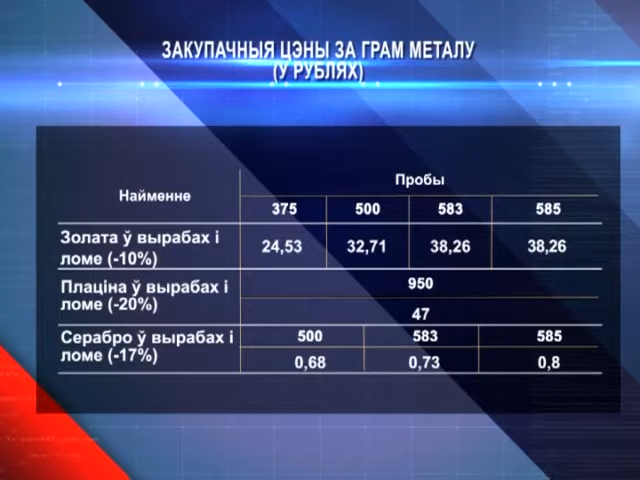 ЗАКУПАЧНЫЯ ЦЭНЫ ЗА ГРАМ МЕТАЛУ
(У РУБЛЯХ)
Найменне Пробы
375 500 583 585
Золата ў вырабах і
ломе (-10%) 24,53 32,71 38,26 38,26
Плаціна ў вырабах і
ломе (-20%)
950
47
Серабро ў вырабах і
ломе (-17%)
500 583 585
0,68 0,73 0,8